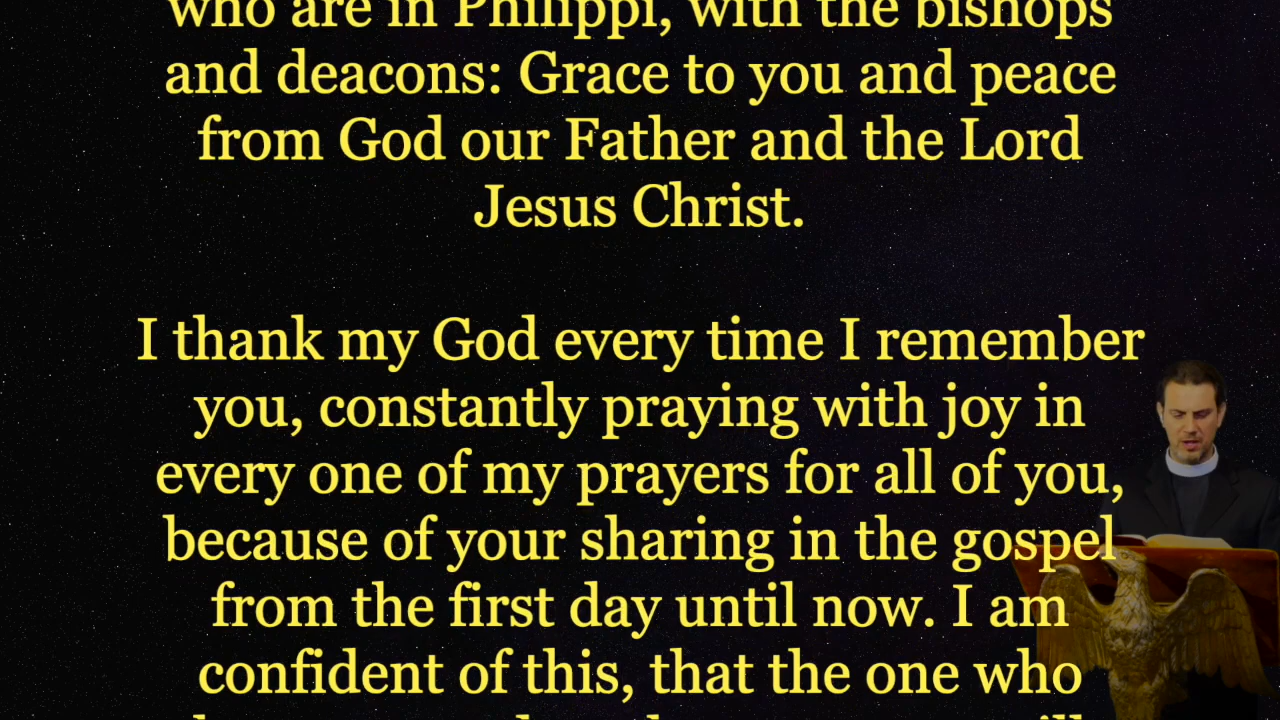 who are in Philippi, with the bishops
and deacons: Grace to you and peace
from God our Father and the Lord
Jesus Christ.
I thank my God every time I remember
you, constantly praying with joy in
every one of my prayers for all of you,
because of your sharing in the gospel
from the first day until now. I am
confident of this, that the one who